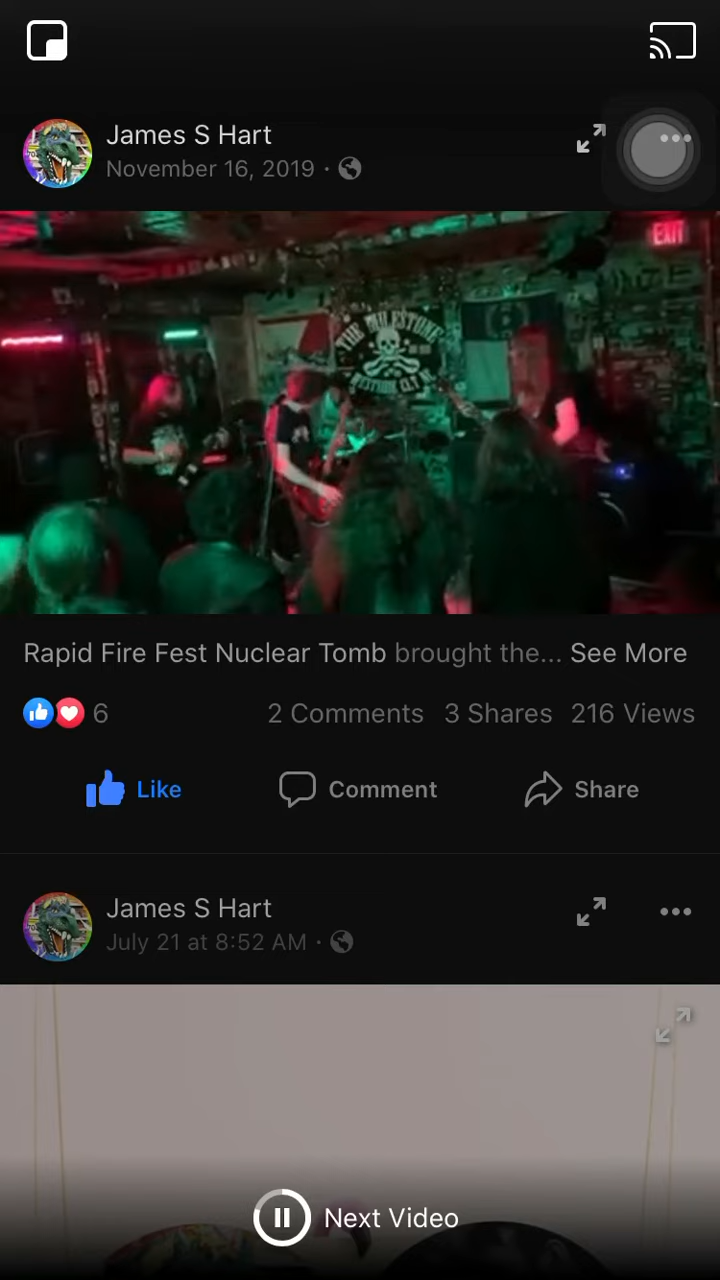 James S Hart
November 16, 2019 ·
EXIT
THE MILESTONE
Rapid Fire Fest Nuclear Tomb brought the... See More
6
2 Comments 3 Shares 216 Views
Like
Comment
Share
James S Hart
July 21 at 8:52 AM ·
Next Video